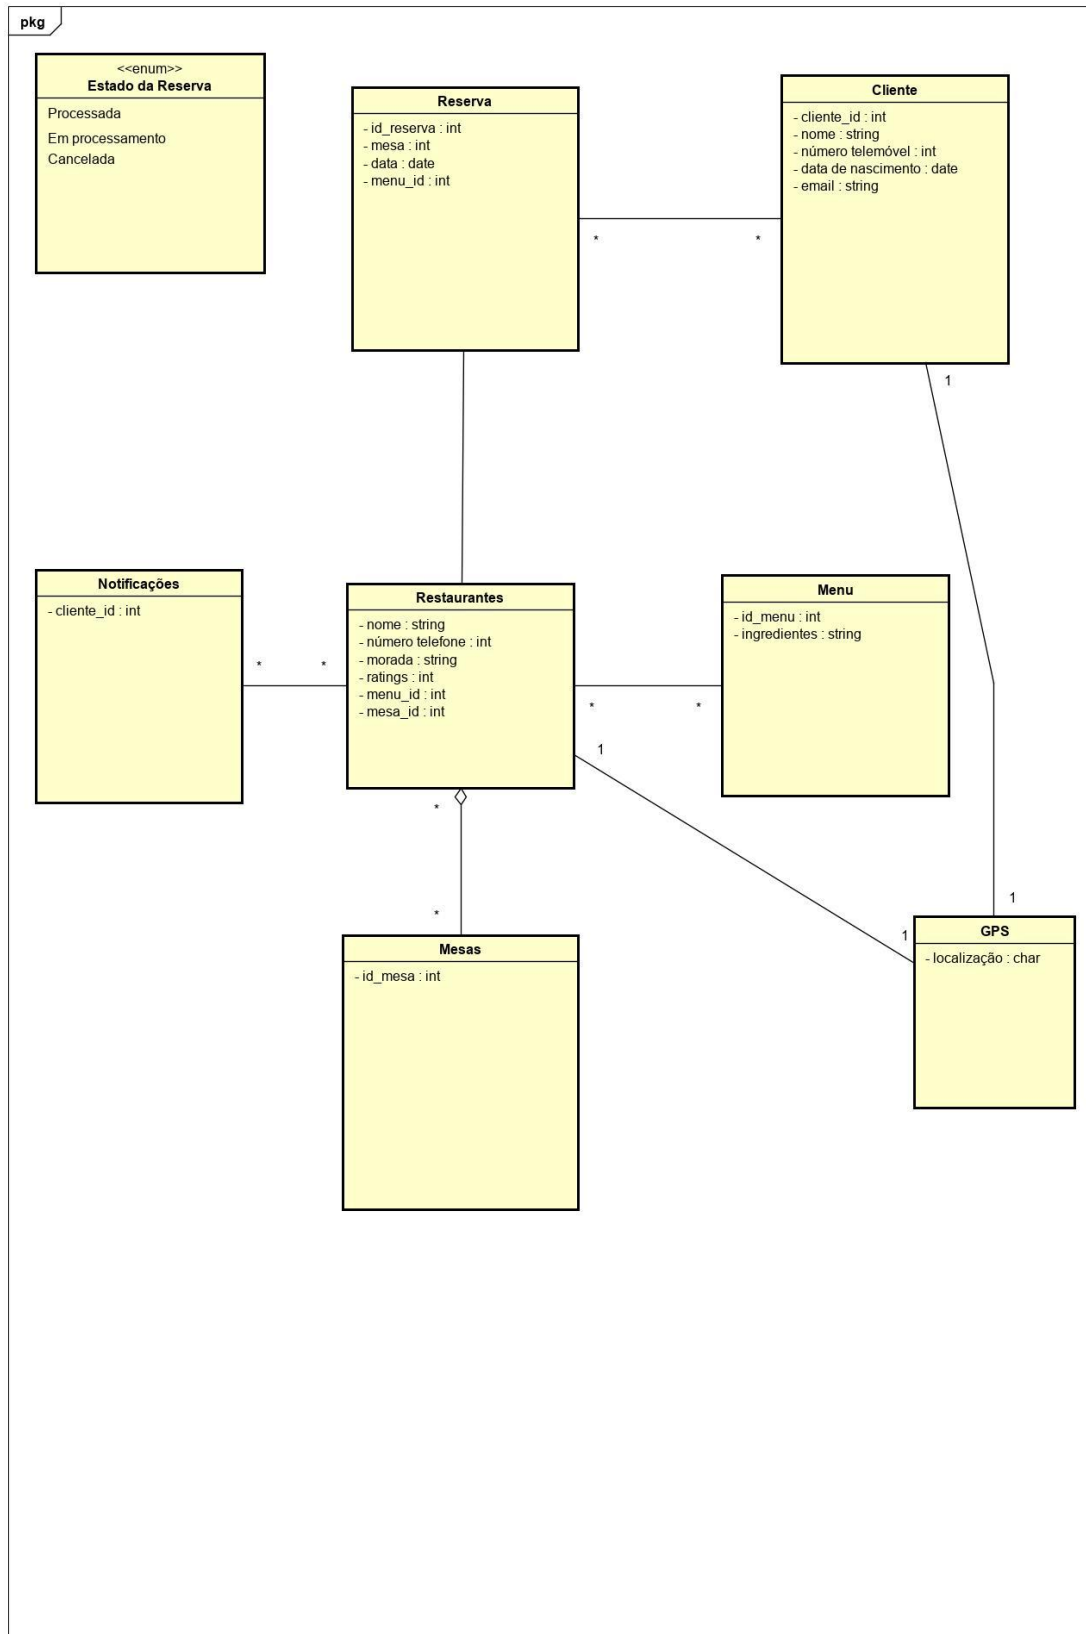 pkg
<<enum>>
Estado da Reserva
Processada
Em processamento
Cancelada
Reserva
- id_reserva : int
- mesa : int
- data : date
- menu_id : int
Cliente
- cliente_id : int
- nome : string
- número telemóvel : int
- data de nascimento : date
- email : string
*
*
1
Notificações
- cliente_id : int
*
*
Restaurantes
- nome : string
- número telefone : int
- morada : string
- ratings : int
- menu_id : int
- mesa_id : int
*
*
1
Menu
- id_menu : int
- ingredientes : string
*
*
Mesas
- id_mesa : int
1
1
GPS
- localização : char